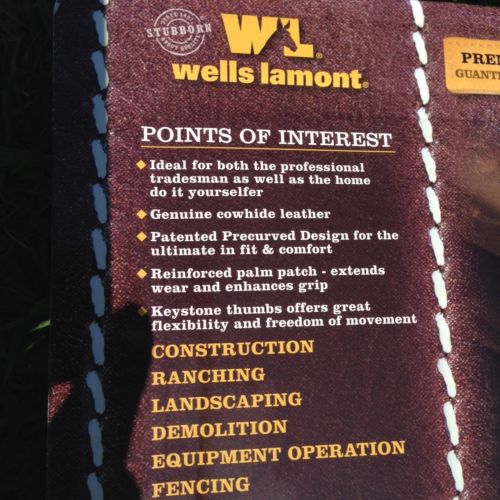 STUBBORN
WL
wells lamont
PREM
GUANTE
POINTS OF INTEREST
Ideal for both the professional
tradesman as well as the home
do it yourselfer
Genuine cowhide leather
Patented Precurved Design for the
ultimate in fit & comfort
Reinforced palm patch - extends
wear and enhances grip
Keystone thumbs offers great
flexibility and freedom of movement
CONSTRUCTION
RANCHING
LANDSCAPING
DEMOLITION
EQUIPMENT OPERATION
FENCING